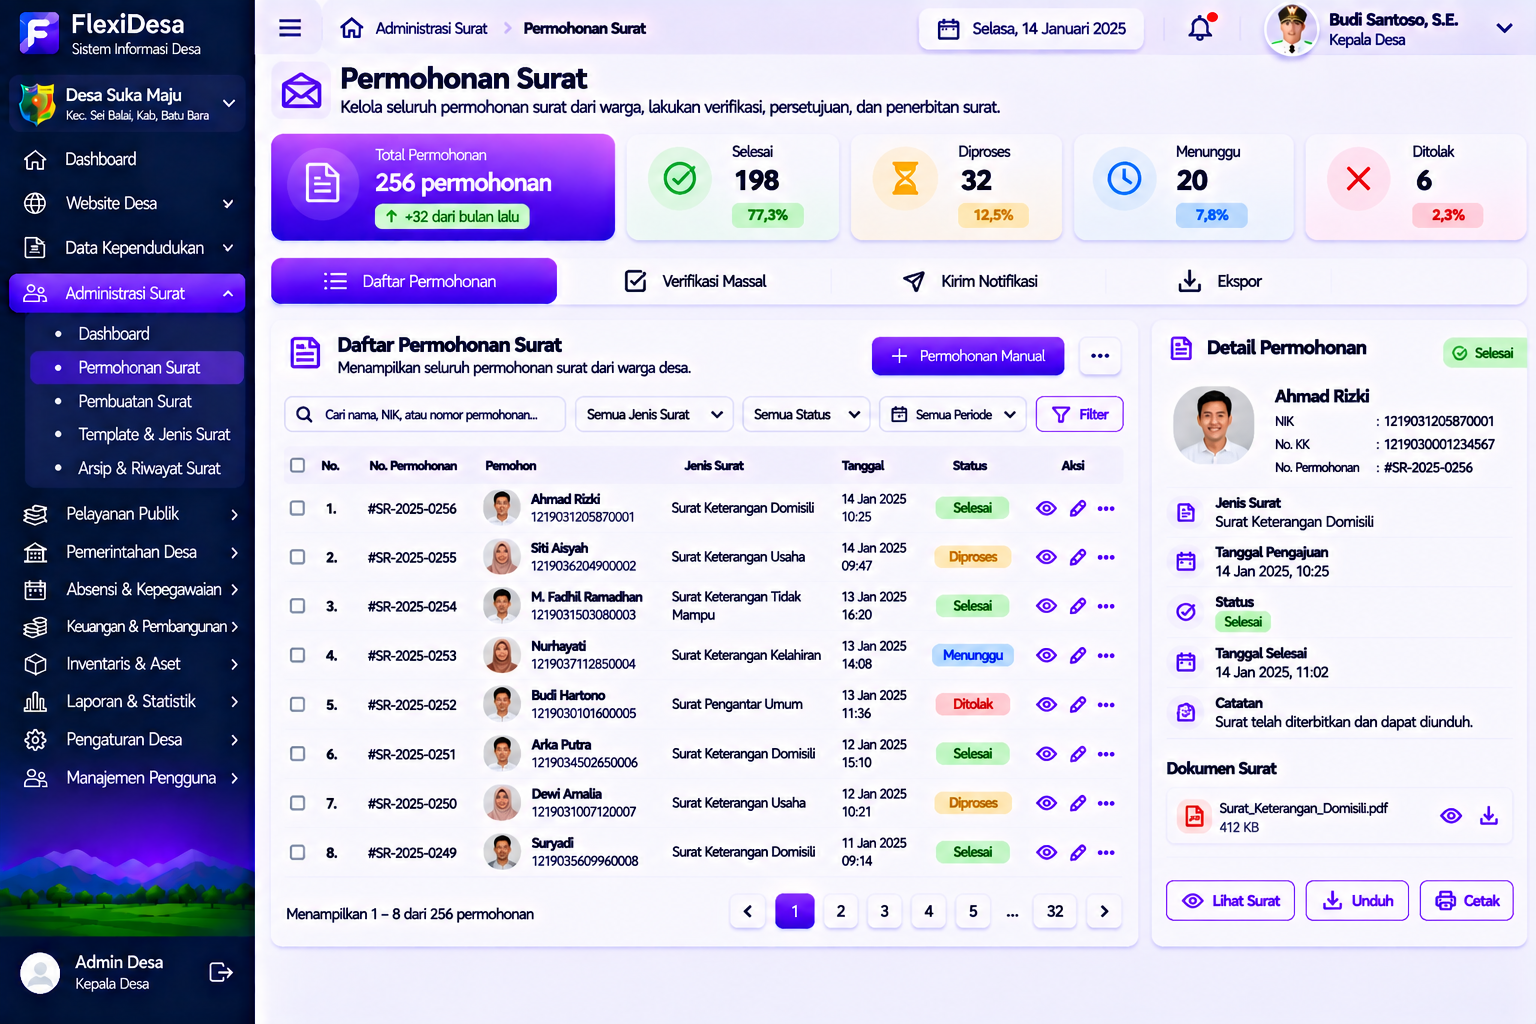 FlexiDesa
Sistem Informasi Desa
Desa Suka Maju
Kec. Sei Balai, Kab, Batu Bara
Dashboard
Website Desa
Data Kependudukan
Administrasi Surat
Dashboard
Permohonan Surat
Pembuatan Surat
Template & Jenis Surat
Arsip & Riwayat Surat
Pelayanan Publik
Pemerintahan Desa
Absensi & Kepegawaian
Keuangan & Pembangunan
Inventaris & Aset
Laporan & Statistik
Pengaturan Desa
Manajemen Pengguna
Admin Desa
Kepala Desa
Administrasi Surat
Permohonan Surat
Selasa, 14 Januari 2025
Budi Santoso, S.E.
Kepala Desa
Permohonan Surat
Kelola seluruh permohonan surat dari warga, lakukan verifikasi, persetujuan, dan penerbitan surat.
Total Permohonan
256 permohonan
+32 dari bulan lalu
Selesai
198
77,3%
Diproses
32
12,5%
Menunggu
20
7,8%
Ditolak
6
2,3%
Daftar Permohonan
Verifikasi Massal
Kirim Notifikasi
Ekspor
Daftar Permohonan Surat
Menampilkan seluruh permohonan surat dari warga desa.
+ Permohonan Manual
...
Cari nama, NIK, atau nomor permohonan...
Semua Jenis Surat
Semua Status
Semua Periode
Filter
No. No. Permohonan Pemohon Jenis Surat Tanggal Status Aksi
1. #SR-2025-0256 Ahmad Rizki 1219031205870001 Surat Keterangan Domisili 14 Jan 2025 10:25 Selesai
2. #SR-2025-0255 Siti Aisyah 1219036204900002 Surat Keterangan Usaha 14 Jan 2025 09:47 Diproses
3. #SR-2025-0254 M. Fadhil Ramadhan 1219031503080003 Surat Keterangan Tidak Mampu 13 Jan 2025 16:20 Selesai
4. #SR-2025-0253 Nurhayati 1219037112850004 Surat Keterangan Kelahiran 13 Jan 2025 14:08 Menunggu
5. #SR-2025-0252 Budi Hartono 1219030101600005 Surat Pengantar Umum 13 Jan 2025 11:36 Ditolak
6. #SR-2025-0251 Arka Putra 1219034502650006 Surat Keterangan Domisili 12 Jan 2025 15:10 Selesai
7. #SR-2025-0250 Dewi Amalia 1219031007120007 Surat Keterangan Usaha 12 Jan 2025 10:21 Diproses
8. #SR-2025-0249 Suryadi 1219035609960008 Surat Keterangan Domisili 11 Jan 2025 09:14 Selesai
Menampilkan 1 – 8 dari 256 permohonan
1 2 3 4 5 ... 32
Detail Permohonan
Selesai
Ahmad Rizki
NIK : 1219031205870001
No. KK : 1219030001234567
No. Permohonan : #SR-2025-0256
Jenis Surat
Surat Keterangan Domisili
Tanggal Pengajuan
14 Jan 2025, 10:25
Status
Selesai
Tanggal Selesai
14 Jan 2025, 11:02
Catatan
Surat telah diterbitkan dan dapat diunduh.
Dokumen Surat
Surat_Keterangan_Domisili.pdf
412 KB
Lihat Surat
Unduh
Cetak